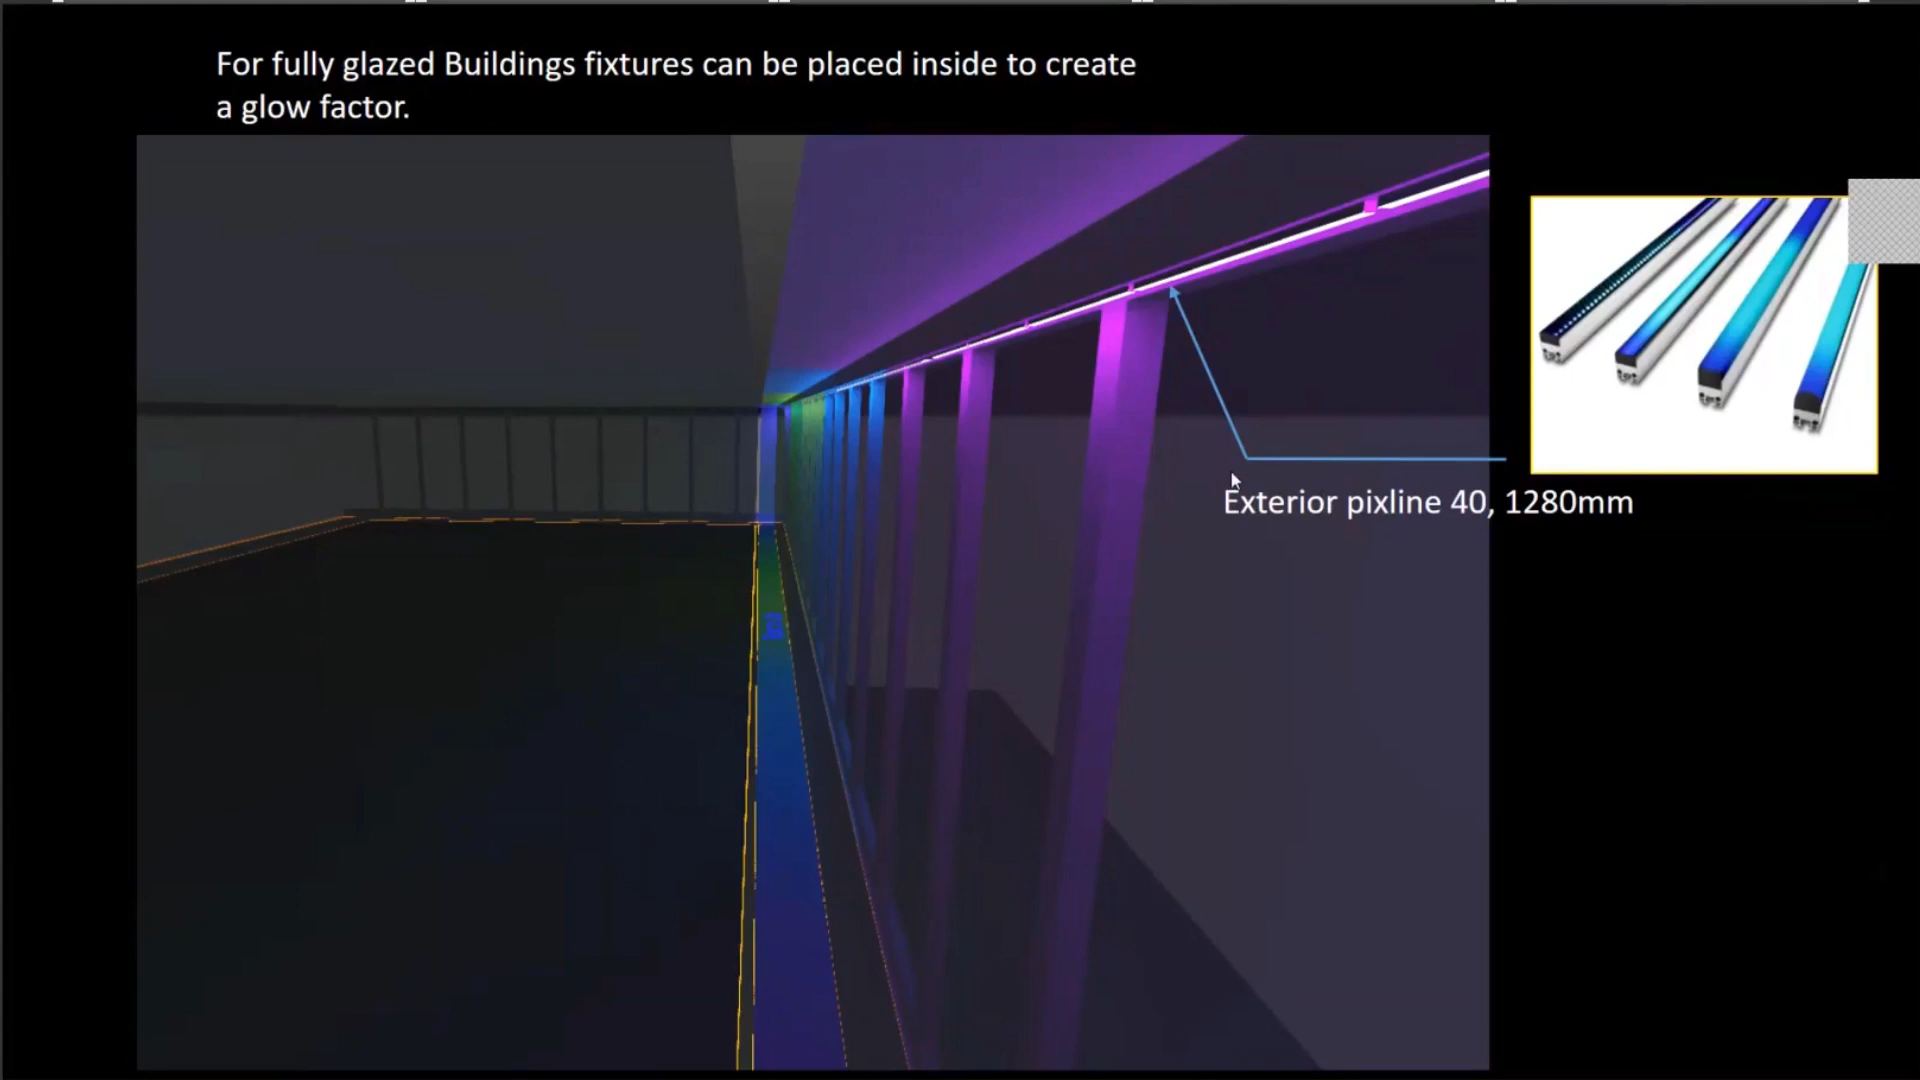 For fully glazed Buildings fixtures can be placed inside to create
a glow factor.
Exterior pixline 40, 1280mm